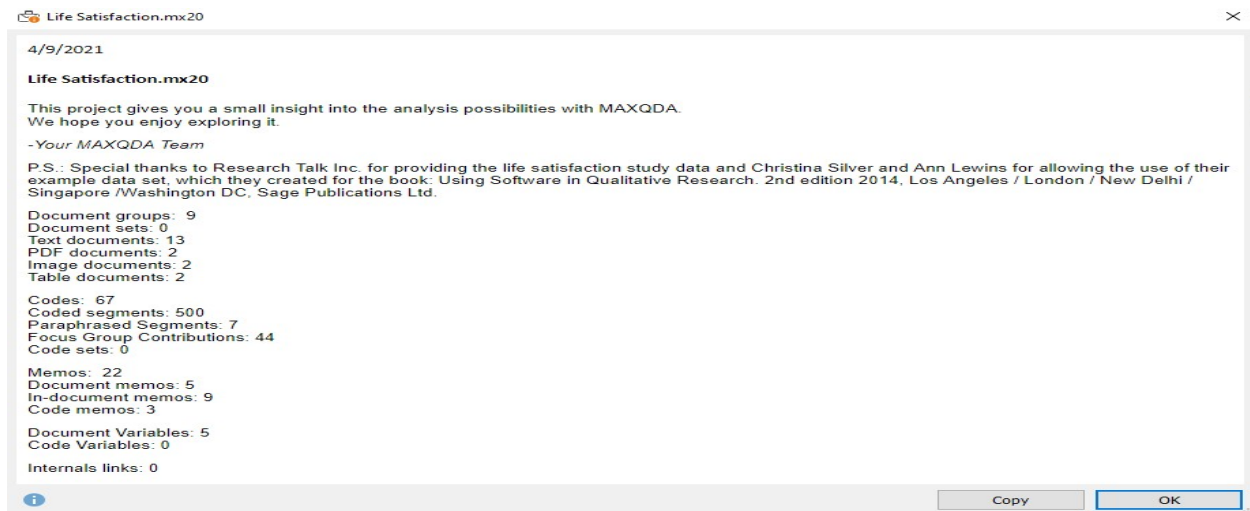 Life Satisfaction.mx20
4/9/2021
Life Satisfaction.mx20
This project gives you a small insight into the analysis possibilities with MAXQDA.
We hope you enjoy exploring it.
-Your MAXQDA Team
P.S.: Special thanks to Research Talk Inc. for providing the life satisfaction study data and Christina Silver and Ann Lewins for allowing the use of their
example data set, which they created for the book: Using Software in Qualitative Research. 2nd edition 2014, Los Angeles / London / New Delhi /
Singapore /Washington DC, Sage Publications Ltd.
Document groups:  9
Document sets: 0
Text documents: 13
PDF documents: 2
Image documents: 2
Table documents: 2
Codes:  67
Coded segments: 500
Paraphrased Segments: 7
Focus Group Contributions: 44
Code sets: 0
Memos:  22
Document memos: 5
In-document memos: 9
Code memos: 3
Document Variables: 5
Code Variables: 0
Internals links: 0
Copy
OK